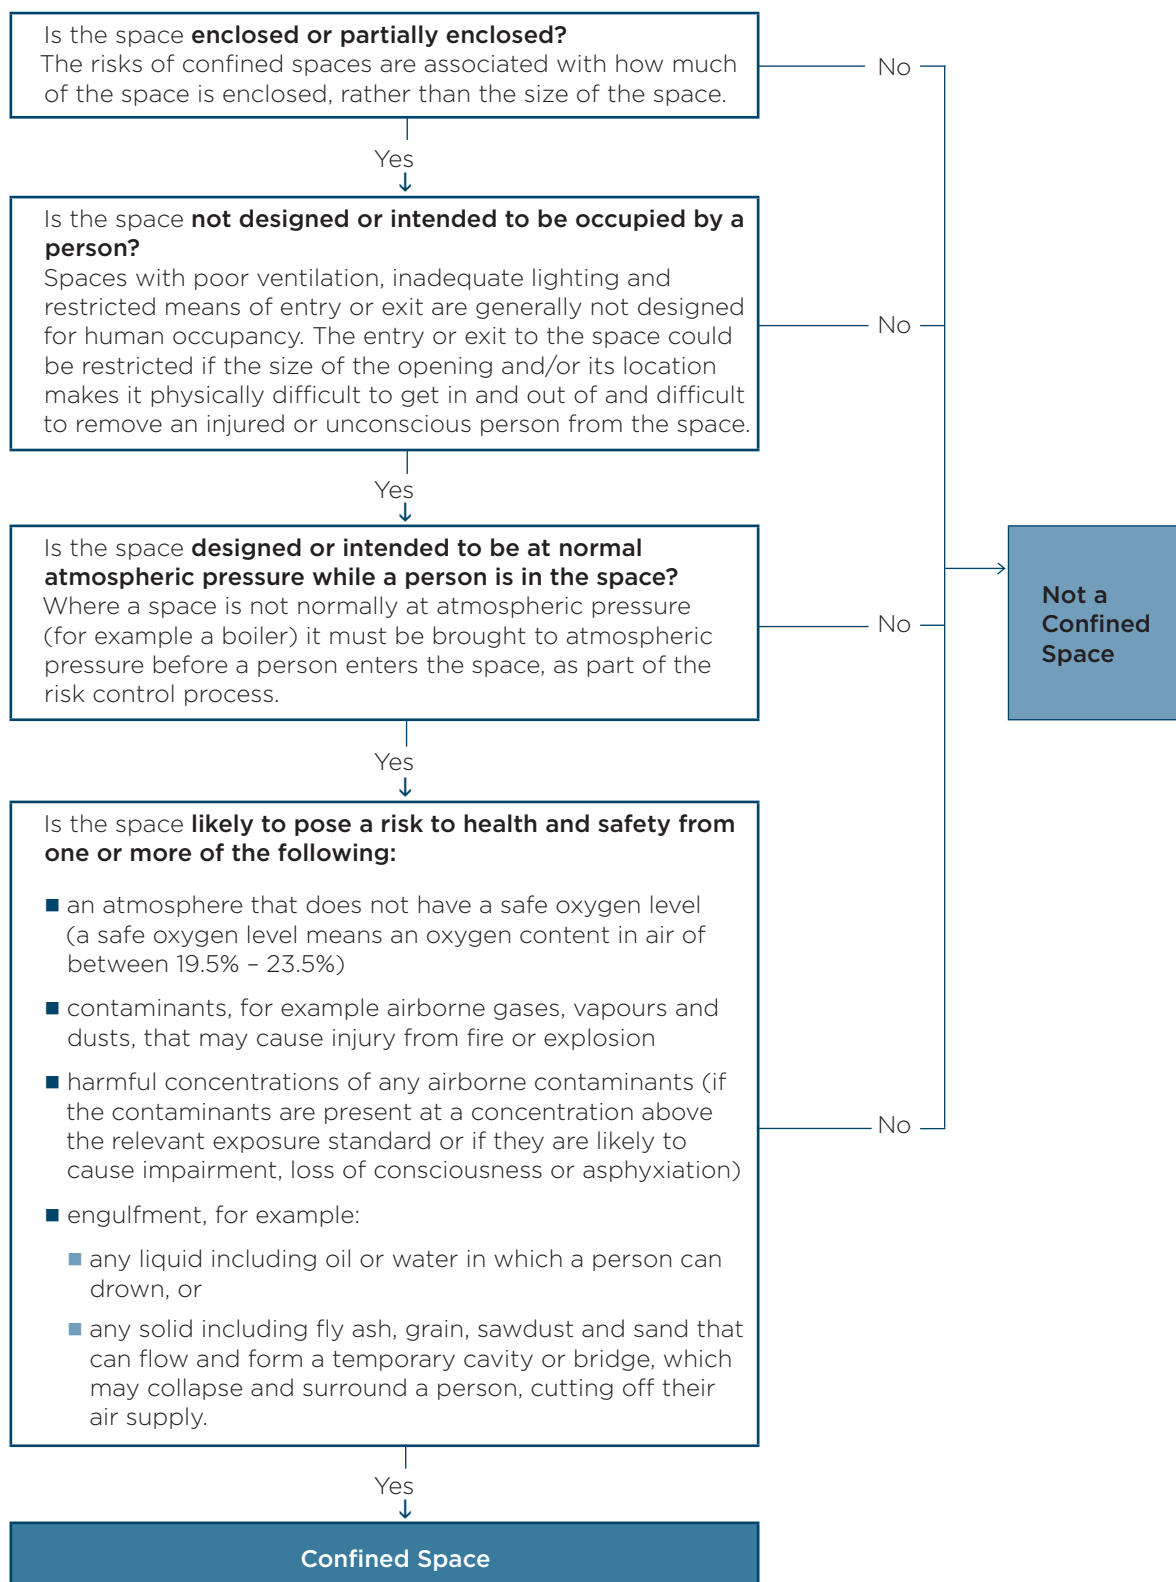 Is the space enclosed or partially enclosed?
The risks of confined spaces are associated with how much
of the space is enclosed, rather than the size of the space.
No
Yes
Is the space not designed or intended to be occupied by a
person?
Spaces with poor ventilation, inadequate lighting and
restricted means of entry or exit are generally not designed
for human occupancy. The entry or exit to the space could
be restricted if the size of the opening and/or its location
makes it physically difficult to get in and out of and difficult
to remove an injured or unconscious person from the space.
No
Yes
Is the space designed or intended to be at normal
atmospheric pressure while a person is in the space?
Where a space is not normally at atmospheric pressure
(for example a boiler) it must be brought to atmospheric
pressure before a person enters the space, as part of the
risk control process.
No
Not a
Confined
Space
Yes
Is the space likely to pose a risk to health and safety from
one or more of the following:
■ an atmosphere that does not have a safe oxygen level
(a safe oxygen level means an oxygen content in air of
between 19.5% – 23.5%)
■ contaminants, for example airborne gases, vapours and
dusts, that may cause injury from fire or explosion
■ harmful concentrations of any airborne contaminants (if
the contaminants are present at a concentration above
the relevant exposure standard or if they are likely to
cause impairment, loss of consciousness or asphyxiation)
■ engulfment, for example:
■ any liquid including oil or water in which a person can
drown, or
■ any solid including fly ash, grain, sawdust and sand that
can flow and form a temporary cavity or bridge, which
may collapse and surround a person, cutting off their
air supply.
No
Yes
Confined Space